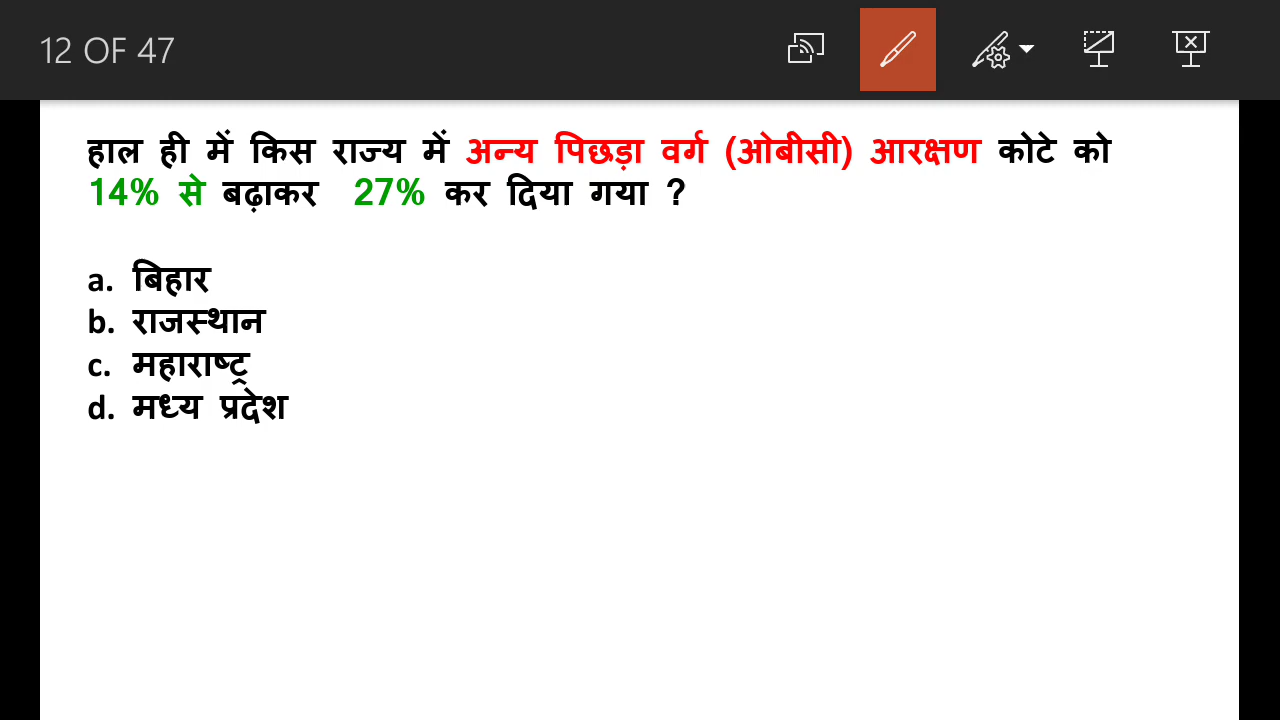 12 OF 47
हाल ही में किस राज्य में अन्य पिछड़ा वर्ग (ओबीसी) आरक्षण कोटे को
14% से बढ़ाकर 27% कर दिया गया ?
a. बिहार
b. राजस्थान
c. महाराष्ट्र
d. मध्य प्रदेश